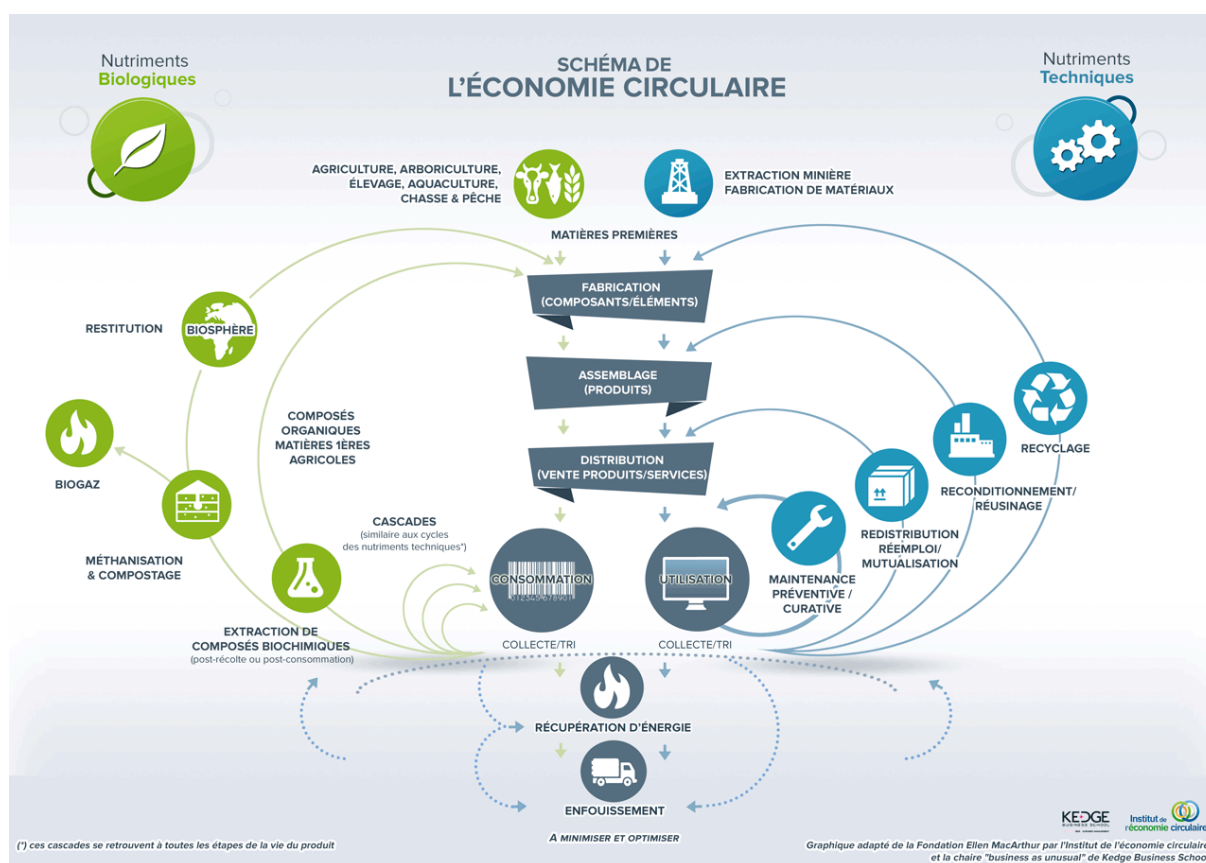 Nutriments
Biologiques
SCHÉMA DE
L'ÉCONOMIE CIRCULAIRE
Nutriments
Techniques
AGRICULTURE, ARBORICULTURE,
ÉLEVAGE, AQUACULTURE,
CHASSE & PÊCHE
EXTRACTION MINIÈRE
FABRICATION DE MATÉRIAUX
MATIÈRES PREMIÈRES
FABRICATION
(COMPOSANTS/ÉLÉMENTS)
RESTITUTION
BIOSPHÈRE
ASSEMBLAGE
(PRODUITS)
COMPOSÉS
ORGANIQUES
MATIÈRES 1ÈRES
AGRICOLES
RECYCLAGE
DISTRIBUTION
(VENTE PRODUITS/SERVICES)
BIOGAZ
RECONDITIONNEMENT/
RÉUSINAGE
CASCADES
(similaire aux cycles
des nutriments techniques*)
REDISTRIBUTION
RÉEMPLOI/
MUTUALISATION
MÉTHANISATION
& COMPOSTAGE
CONSOMMATION
UTILISATION
MAINTENANCE
PRÉVENTIVE /
CURATIVE
EXTRACTION DE
COMPOSÉS BIOCHIMIQUES
(post-récolte ou post-consommation)
COLLECTE/TRI
COLLECTE/TRI
RÉCUPÉRATION D'ÉNERGIE
ENFOUISSEMENT
A MINIMISER ET OPTIMISER
KEDGE
BUSINESS SCHOOL
Institut de
l'économie circulaire
(*) ces cascades se retrouvent à toutes les étapes de la vie du produit
Graphique adapté de la Fondation Ellen MacArthur par l'Institut de l'économie circulaire
et la chaire "business as unusual" de Kedge Business School